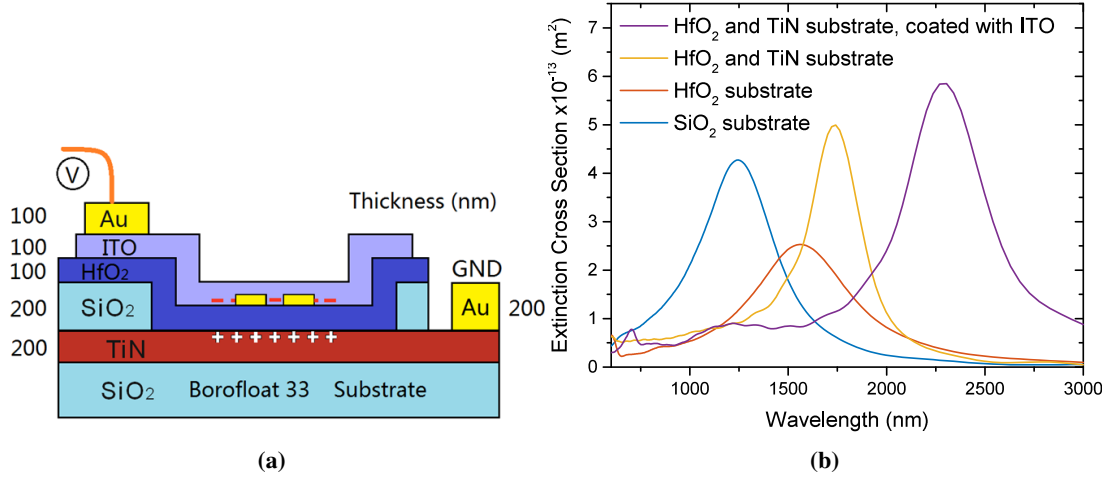 V
Thickness (nm)
100
Au
100
ITO
100
HfO₂
GND
200
SiO₂
Au
200
200
TiN
+ + + + + + +
SiO₂
Borofloat 33
Substrate
(a)
Extinction Cross Section x10⁻¹³ (m²)
7
6
5
4
3
2
1
0
HfO₂ and TiN substrate, coated with ITO
HfO₂ and TiN substrate
HfO₂ substrate
SiO₂ substrate
1000 1500 2000 2500 3000
Wavelength (nm)
(b)